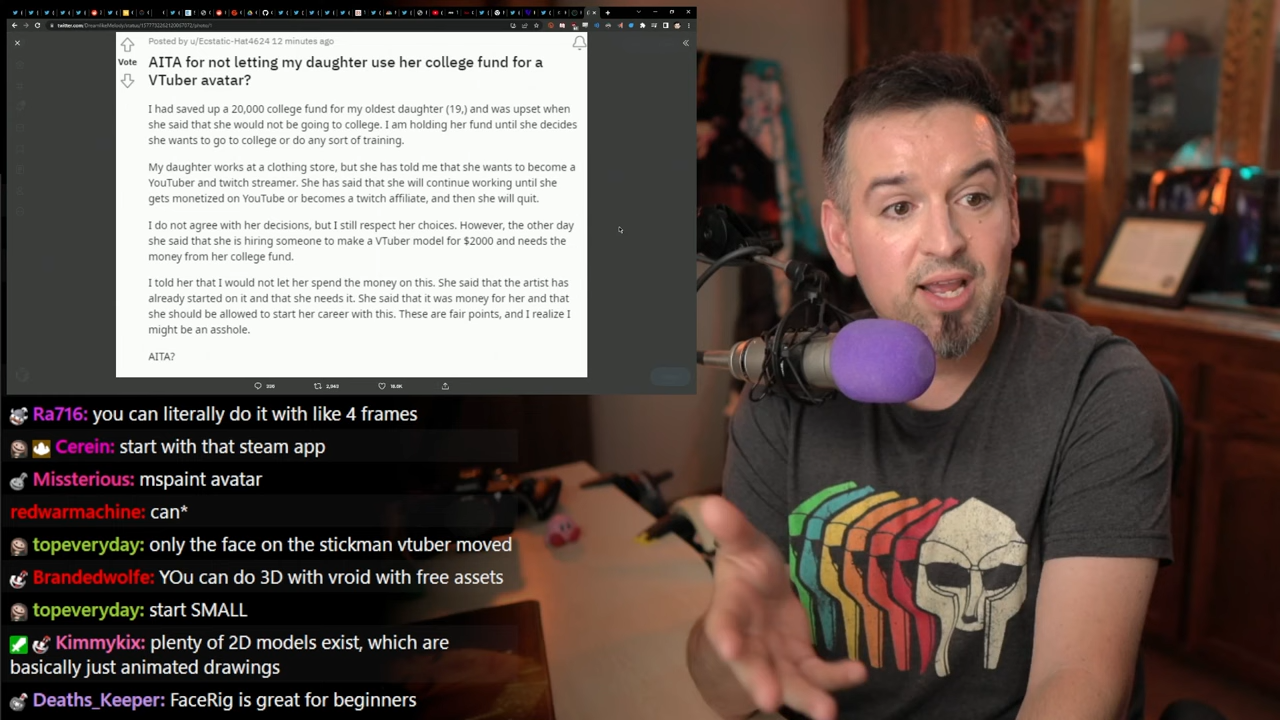 twitter.com/DreamlikeMelody/status/
Posted by u/Ecstatic-Hat4624 12 minutes ago
Vote
AITA for not letting my daughter use her college fund for a
VTuber avatar?
I had saved up a 20,000 college fund for my oldest daughter (19,) and was upset when
she said that she would not be going to college. I am holding her fund until she decides
she wants to go to college or do any sort of training.
My daughter works at a clothing store, but she has told me that she wants to become a
YouTuber and twitch streamer. She has said that she will continue working until she
gets monetized on YouTube or becomes a twitch affiliate, and then she will quit.
I do not agree with her decisions, but I still respect her choices. However, the other day
she said that she is hiring someone to make a VTuber model for $2000 and needs the
money from her college fund.
I told her that I would not let her spend the money on this. She said that the artist has
already started on it and that she needs it. She said that it was money for her and that
she should be allowed to start her career with this. These are fair points, and I realize I
might be an asshole.
AITA?
Ra716: you can literally do it with like 4 frames
Cerein: start with that steam app
Missterious: mspaint avatar
redwarmachine: can*
topeveryday: only the face on the stickman vtuber moved
Brandedwolfe: YOu can do 3D with vroid with free assets
topeveryday: start SMALL
Kimmykix: plenty of 2D models exist, which are
basically just animated drawings
Deaths_Keeper: FaceRig is great for beginners